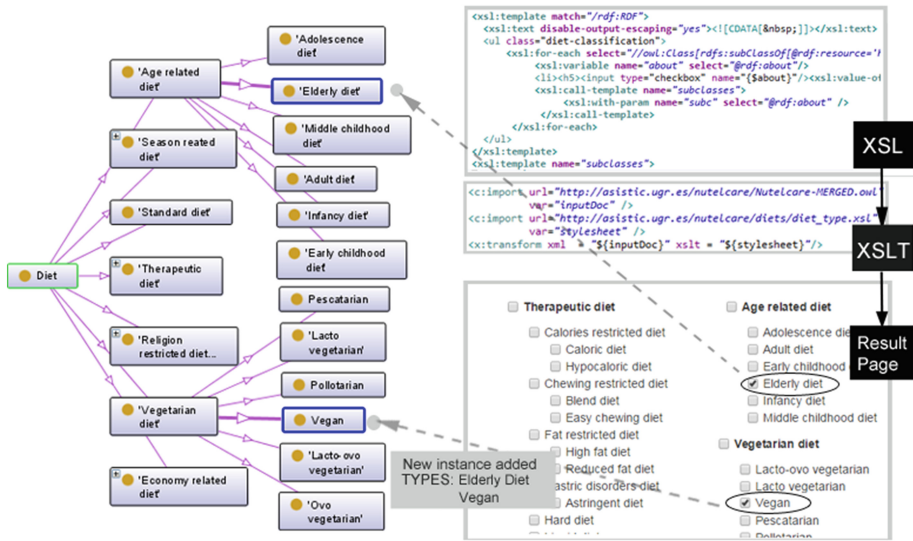 Diet
'Age related
diet'
'Season reated
diet'
'Standard diet'
'Therapeutic
diet'
'Religion
restricted diet...
'Vegetarian
diet'
'Economy related
diet'
'Adolescence
diet'
'Elderly diet'
'Middle childhood
diet'
'Adult diet'
'Infancy diet'
'Early childhood
diet'
Pescatarian
'Lacto
vegetarian'
Pollotarian
Vegan
'Lacto-ovo
vegetarian'
'Ovo
vegetarian'
<xsl:template match="/rdf:RDF">
<xsl:text disable-output-escaping="yes"><![CDATA[&nbsp;]]></xsl:text>
<ul class="diet-classification">
<xsl:for-each select="//owl:Class[rdfs:subClassOf[@rdf:resource='
<xsl:variable name="about" select="@rdf:about"/>
<li><h5><input type="checkbox" name="{$about}"/><xsl:value-of
<xsl:call-template name="subclasses">
<xsl:with-param name="subc" select="@rdf:about" />
</xsl:call-template>
</xsl:for-each>
</ul>
</xsl:template>
<xsl:template name="subclasses">
XSL
<c:import url="http://asistic.ugr.es/nutelcare/Nutelcare-MERGED.owl"
var="inputDoc" />
<c:import url="http://asistic.ugr.es/nutelcare/diets/diet_type.xsl"
var="stylesheet" />
<x:transform xml = "${inputDoc}" xslt = "${stylesheet}"/>
XSLT
Result
Page
Therapeutic diet
Calories restricted diet
Caloric diet
Hypocaloric diet
Chewing restricted diet
Blend diet
Easy chewing diet
Fat restricted diet
High fat diet
Reduced fat diet
astric disorders diet
Astringent diet
Hard diet
Age related diet
Adolescence die
Adult diet
Early childhood
Elderly diet
Infancy diet
Middle childhood diet
Vegetarian diet
Lacto-ovo vegetarian
Lacto vegetarian
Vegan
Pescatarian
Pollotarian
New instance added
TYPES: Elderly Diet
Vegan